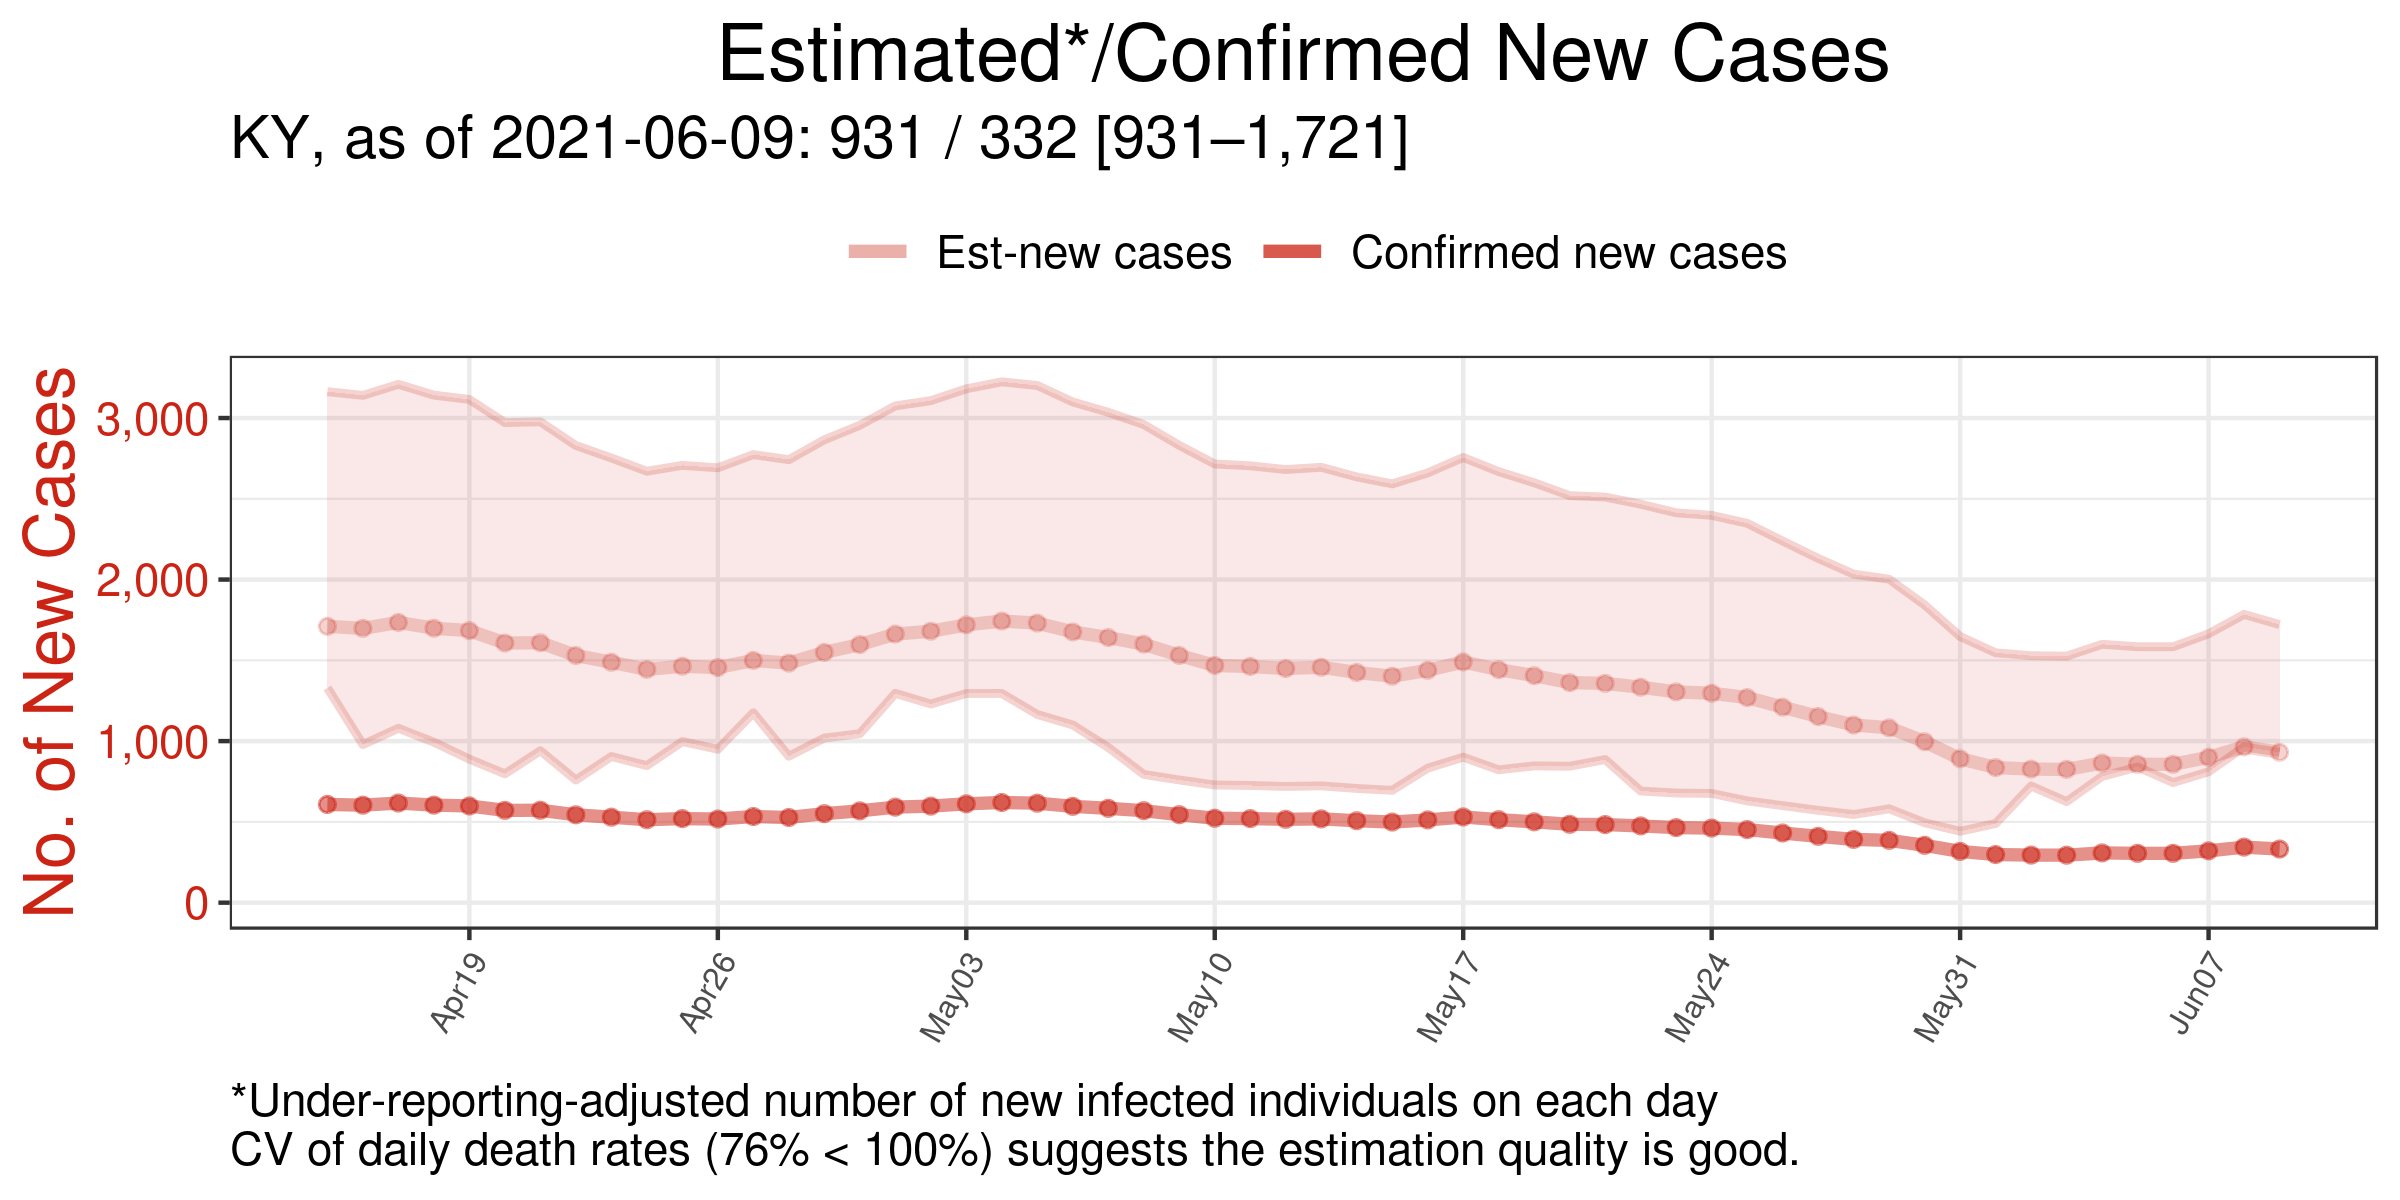 Estimated*/Confirmed New Cases
KY, as of 2021-06-09: 931 / 332 [931–1,721]
Est-new cases
Confirmed new cases
No. of New Cases
3,000
2,000
1,000
0
Apr19
Apr26
May03
May10
May17
May24
May31
Jun07
*Under-reporting-adjusted number of new infected individuals on each day
CV of daily death rates (76% < 100%) suggests the estimation quality is good.